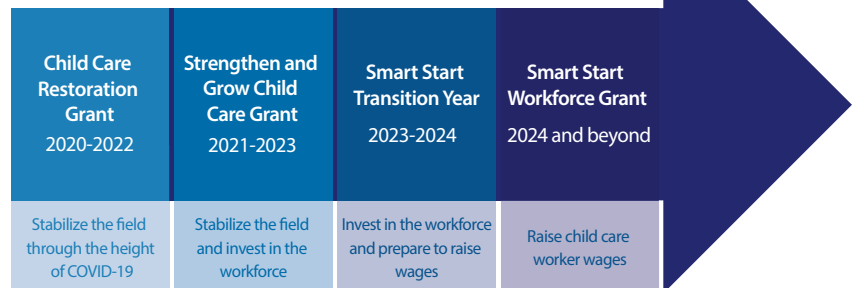 Child Care
Restoration
Grant
2020-2022
Strengthen and
Grow Child
Care Grant
2021-2023
Smart Start
Transition Year
2023-2024
Smart Start
Workforce Grant
2024 and beyond
Stabilize the field
through the height
of COVID-19
Stabilize the field
and invest in the
workforce
Invest in the workforce
and prepare to raise
wages
Raise child care
worker wages